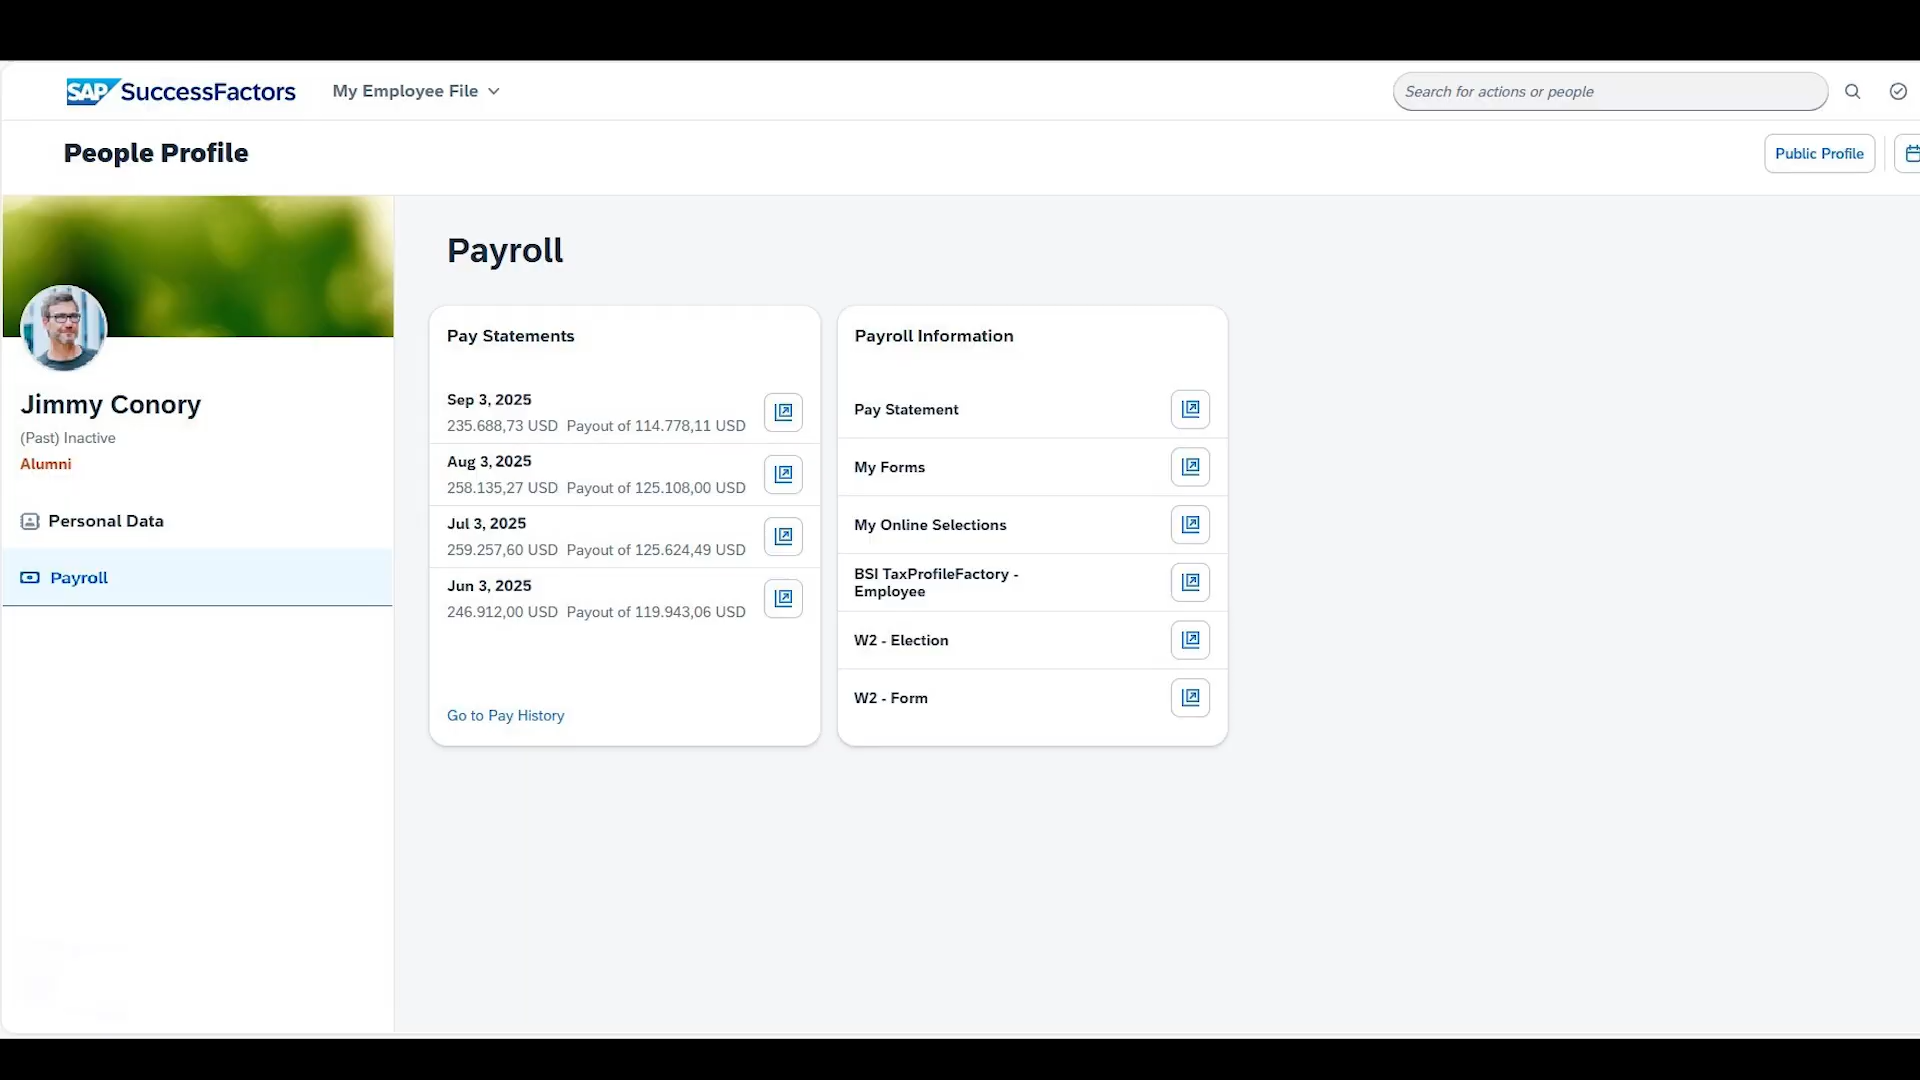 SAP SuccessFactors
My Employee File
Search for actions or people
People Profile
Public Profile
Jimmy Conory
(Past) Inactive
Alumni
Personal Data
Payroll
Payroll
Pay Statements
Sep 3, 2025
235.688,73 USD Payout of 114.778,11 USD
Aug 3, 2025
258.135,27 USD Payout of 125.108,00 USD
Jul 3, 2025
259.257,60 USD Payout of 125.624,49 USD
Jun 3, 2025
246.912,00 USD Payout of 119.943,06 USD
Go to Pay History
Payroll Information
Pay Statement
My Forms
My Online Selections
BSI TaxProfileFactory -
Employee
W2 - Election
W2 - Form